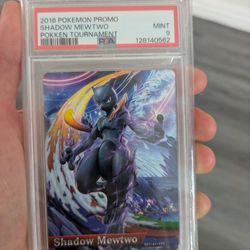 2016 POKEMON PROMO
SHADOW MEWTWO MINT
POKKEN TOURNAMENT 9
PSA 128140562
Shadow Mewtwo